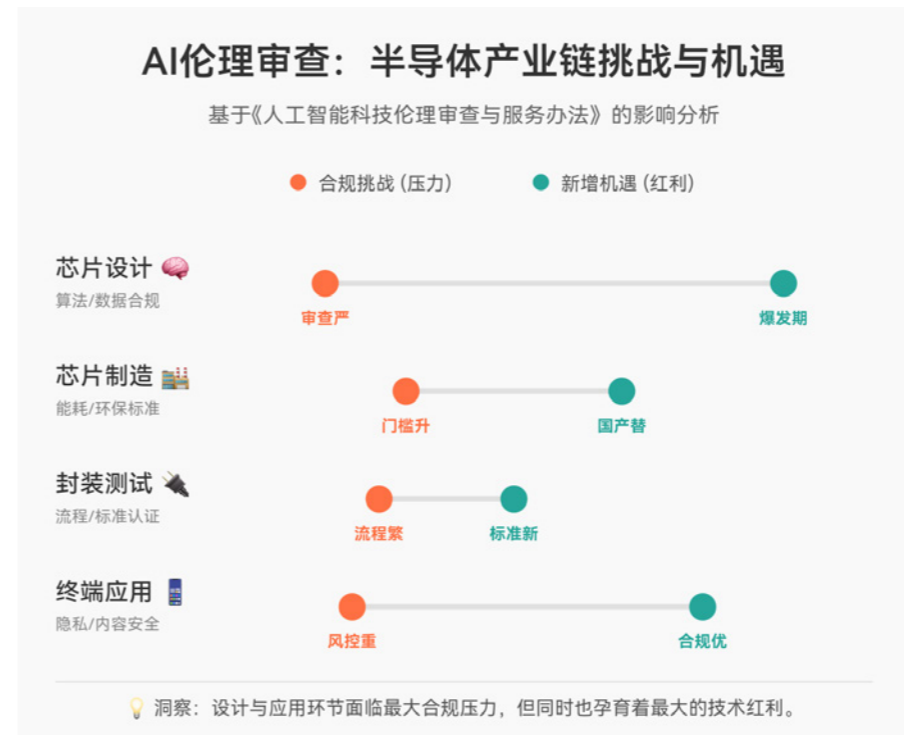 AI伦理审查：半导体产业链挑战与机遇
基于《人工智能科技伦理审查与服务办法》的影响分析
合规挑战 (压力) 新增机遇 (红利)
芯片设计
算法/数据合规
审查严 爆发期
芯片制造
能耗/环保标准
门槛升 国产替
封装测试
流程/标准认证
流程繁 标准新
终端应用
隐私/内容安全
风控重 合规优
洞察：设计与应用环节面临最大合规压力，但同时也孕育着最大的技术红利。